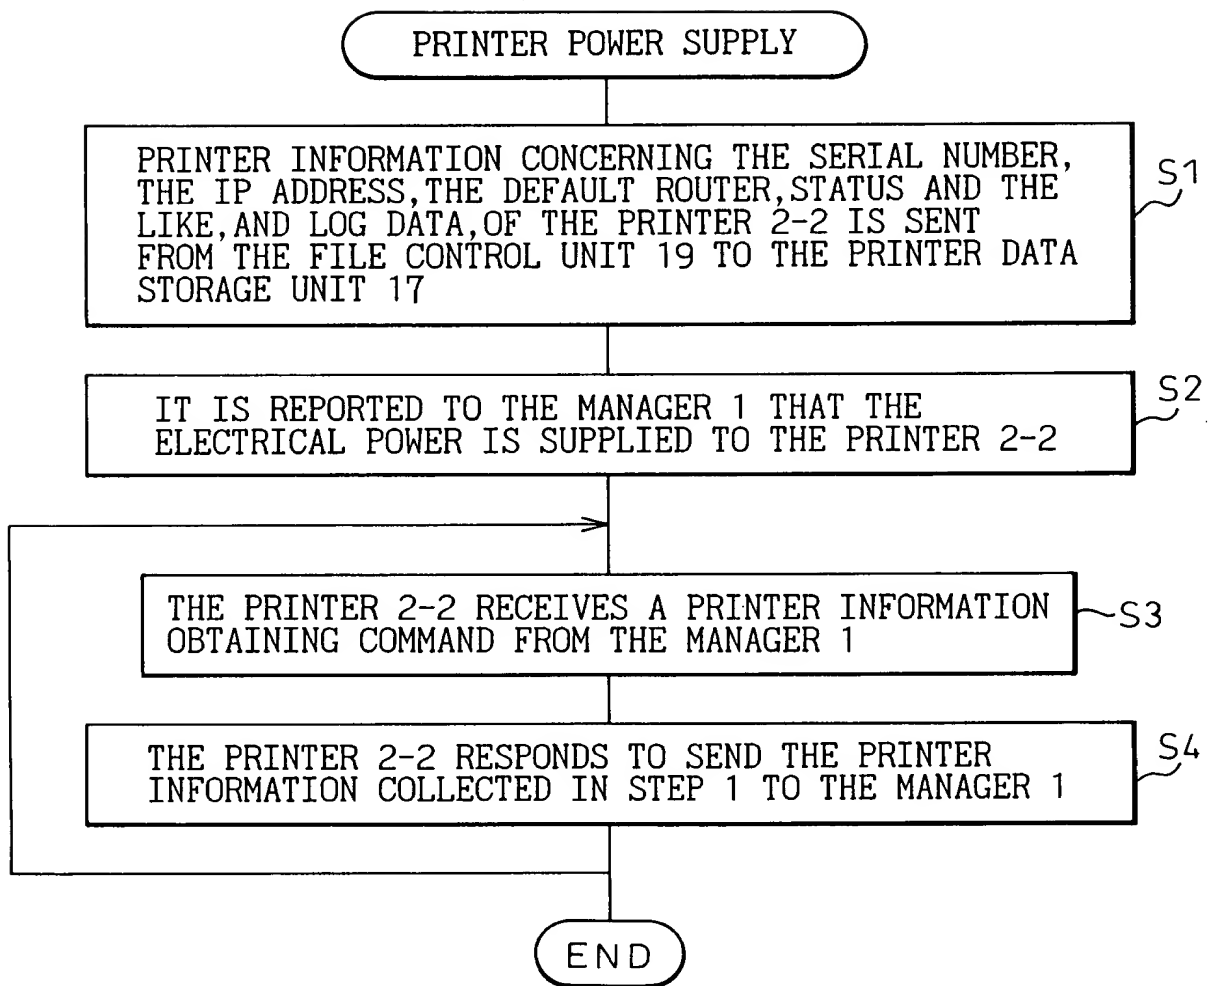 PRINTER POWER SUPPLY
PRINTER INFORMATION CONCERNING THE SERIAL NUMBER,
THE IP ADDRESS,THE DEFAULT ROUTER,STATUS AND THE
LIKE,AND LOG DATA,OF THE PRINTER 2-2 IS SENT
FROM THE FILE CONTROL UNIT 19 TO THE PRINTER DATA
STORAGE UNIT 17
S1
IT IS REPORTED TO THE MANAGER 1 THAT THE
ELECTRICAL POWER IS SUPPLIED TO THE PRINTER 2-2
S2
THE PRINTER 2-2 RECEIVES A PRINTER INFORMATION
OBTAINING COMMAND FROM THE MANAGER 1
S3
THE PRINTER 2-2 RESPONDS TO SEND THE PRINTER
INFORMATION COLLECTED IN STEP 1 TO THE MANAGER 1
S4
END